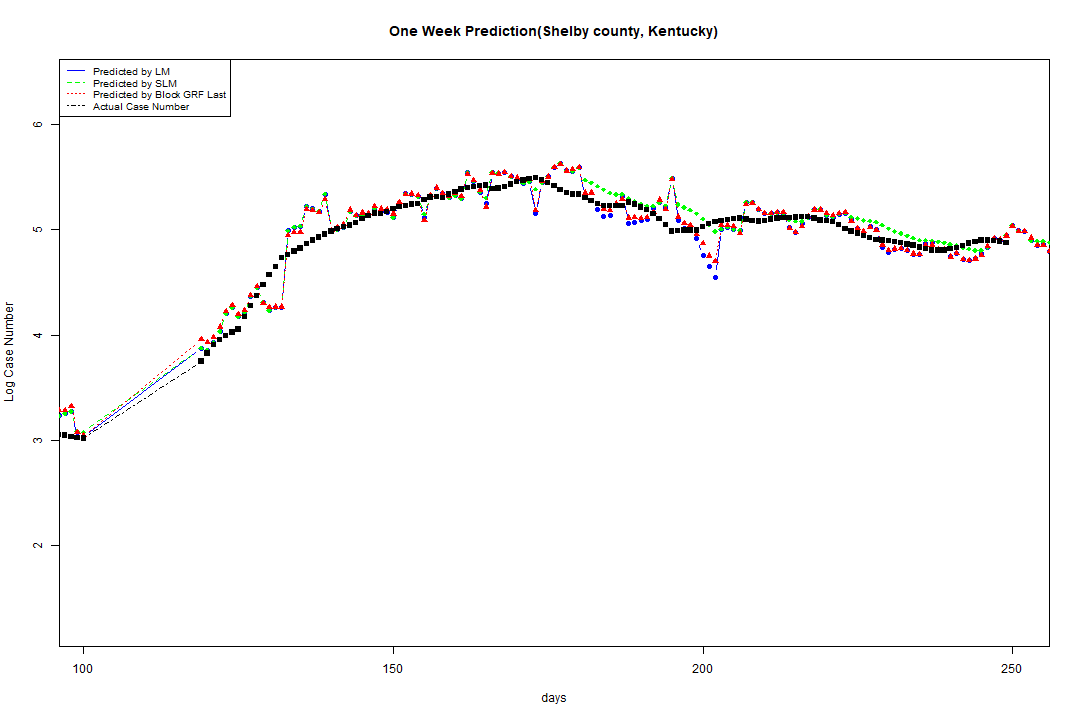 One Week Prediction(Shelby county, Kentucky)
Predicted by LM
Predicted by SLM
Predicted by Block GRF Last
Actual Case Number
6
5
4
3
2
Log Case Number
100 150 200 250
days